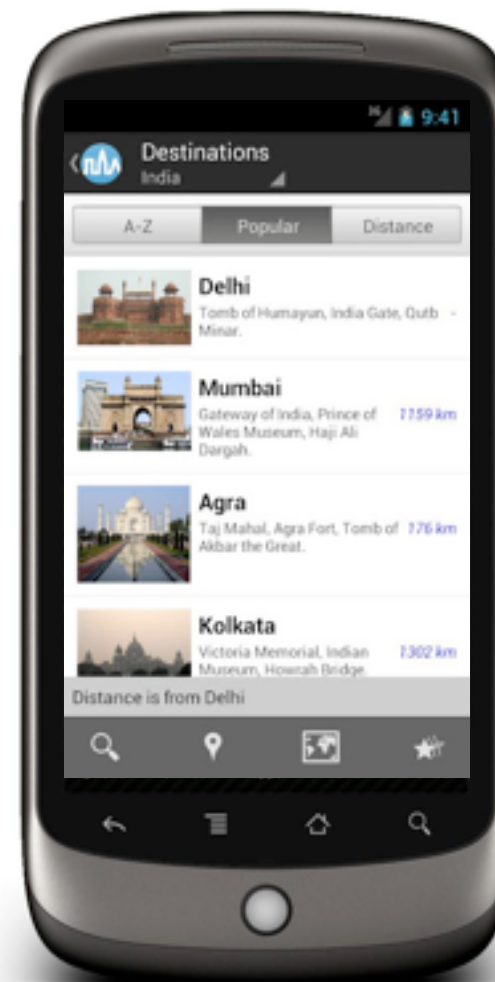 3G 9:41
Destinations
India
A-Z Popular Distance
Delhi
Tomb of Humayun, India Gate, Qutb -
Minar.
Mumbai
Gateway of India, Prince of 1159 km
Wales Museum, Haji Ali
Dargah.
Agra
Taj Mahal, Agra Fort, Tomb of 176 km
Akbar the Great.
Kolkata
Victoria Memorial, Indian 1302 km
Museum, Howrah Bridge.
Distance is from Delhi